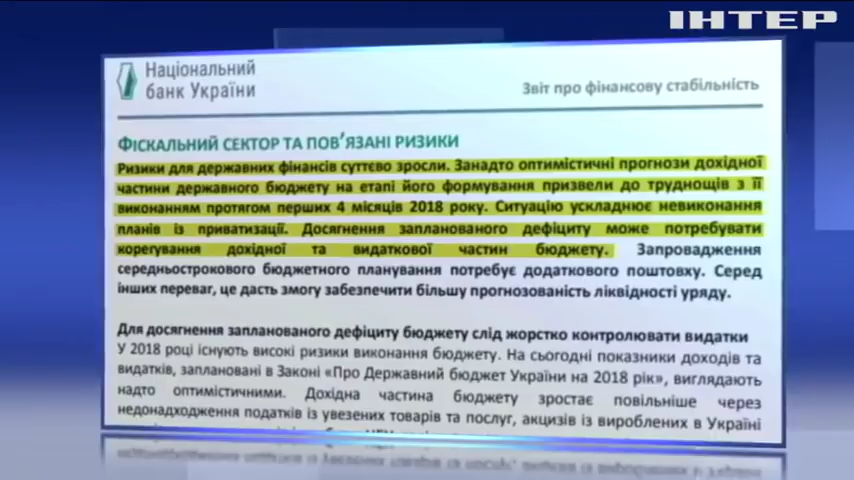 ІНТЕР
Національний
банк України
Звіт про фінансову стабільність
ФІСКАЛЬНИЙ СЕКТОР ТА ПОВ'ЯЗАНІ РИЗИКИ
Ризики для державних фінансів суттєво зросли. Занадто оптимістичні прогнози дохідної
частини державного бюджету на етапі його формування призвели до труднощів з її
виконанням протягом перших 4 місяців 2018 року. Ситуацію ускладнює невиконання
планів із приватизації. Досягнення запланованого дефіциту може потребувати
корегування дохідної та видаткової частин бюджету. Запровадження
середньострокового бюджетного планування потребує додаткового поштовху. Серед
інших переваг, це дасть змогу забезпечити більшу прогнозованість ліквідності уряду.
Для досягнення запланованого дефіциту бюджету слід жорстко контролювати видатки
У 2018 році існують високі ризики виконання бюджету. На сьогодні показники доходів та
видатків, заплановані в Законі «Про Державний бюджет України на 2018 рік», виглядають
надто оптимістичними. Дохідна частина бюджету зростає повільніше через
недонадходження податків із увезених товарів та послуг, акцизів із вироблених в Україні